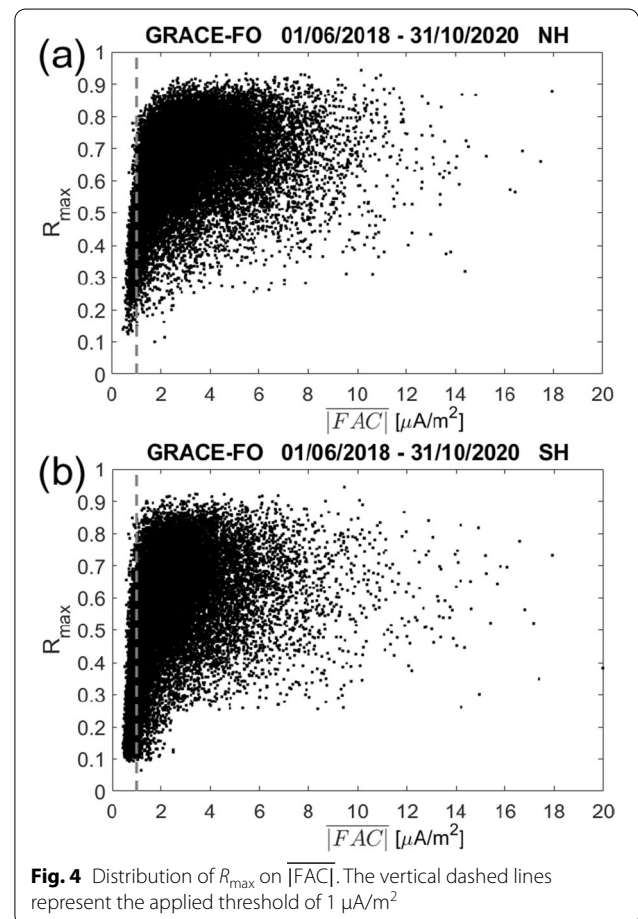 GRACE-FO 01/06/2018 - 31/10/2020 NH
(a)
1
0.9
0.8
0.7
0.6
0.5
0.4
0.3
0.2
0.1
0
R_max
0 2 4 6 8 10 12 14 16 18 20
|FAC| [μA/m²]
GRACE-FO 01/06/2018 - 31/10/2020 SH
(b)
1
0.9
0.8
0.7
0.6
0.5
0.4
0.3
0.2
0.1
0
R_max
0 2 4 6 8 10 12 14 16 18 20
|FAC| [μA/m²]
Fig. 4 Distribution of R_max on |FAC|. The vertical dashed lines
represent the applied threshold of 1 μA/m²